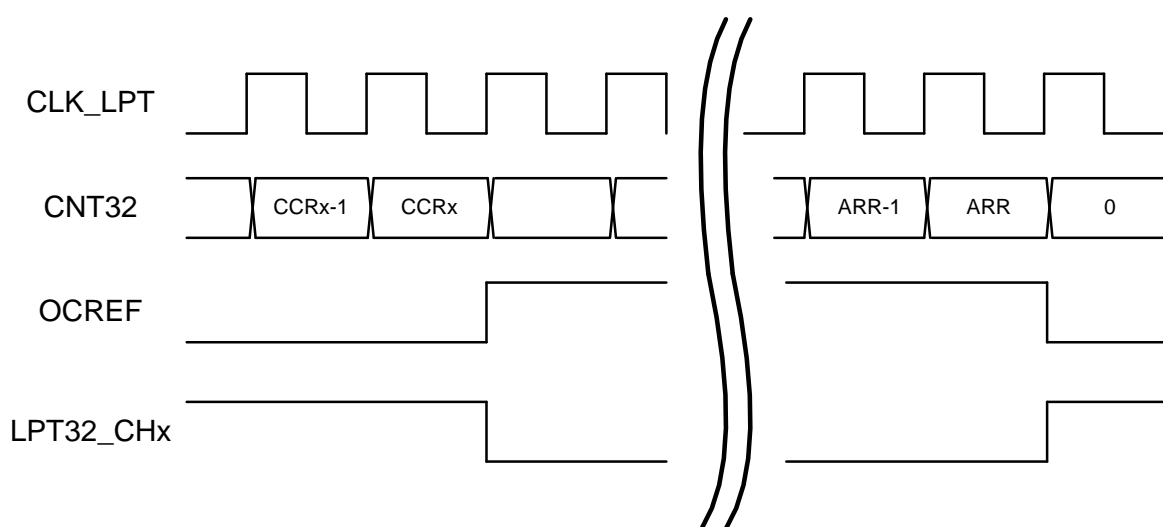 CLK_LPT
CNT32 CCRx-1 CCRx ARR-1 ARR 0
OCREF
LPT32_CHx